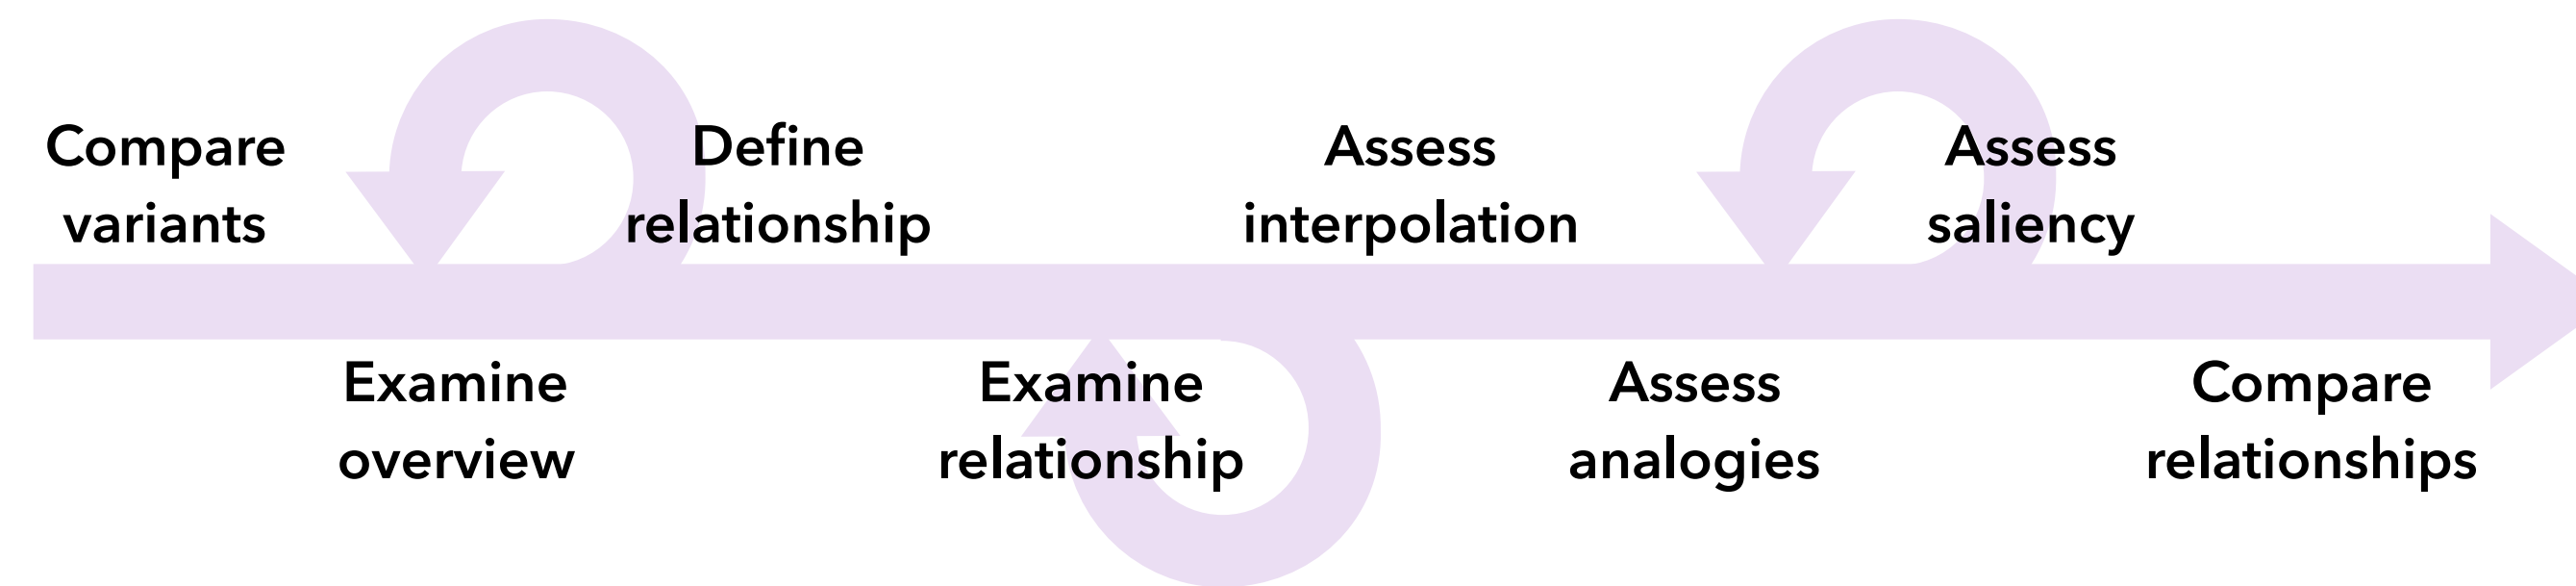 Compare
variants
Examine
overview
Define
relationship
Examine
relationship
Assess
interpolation
Assess
analogies
Assess
saliency
Compare
relationships